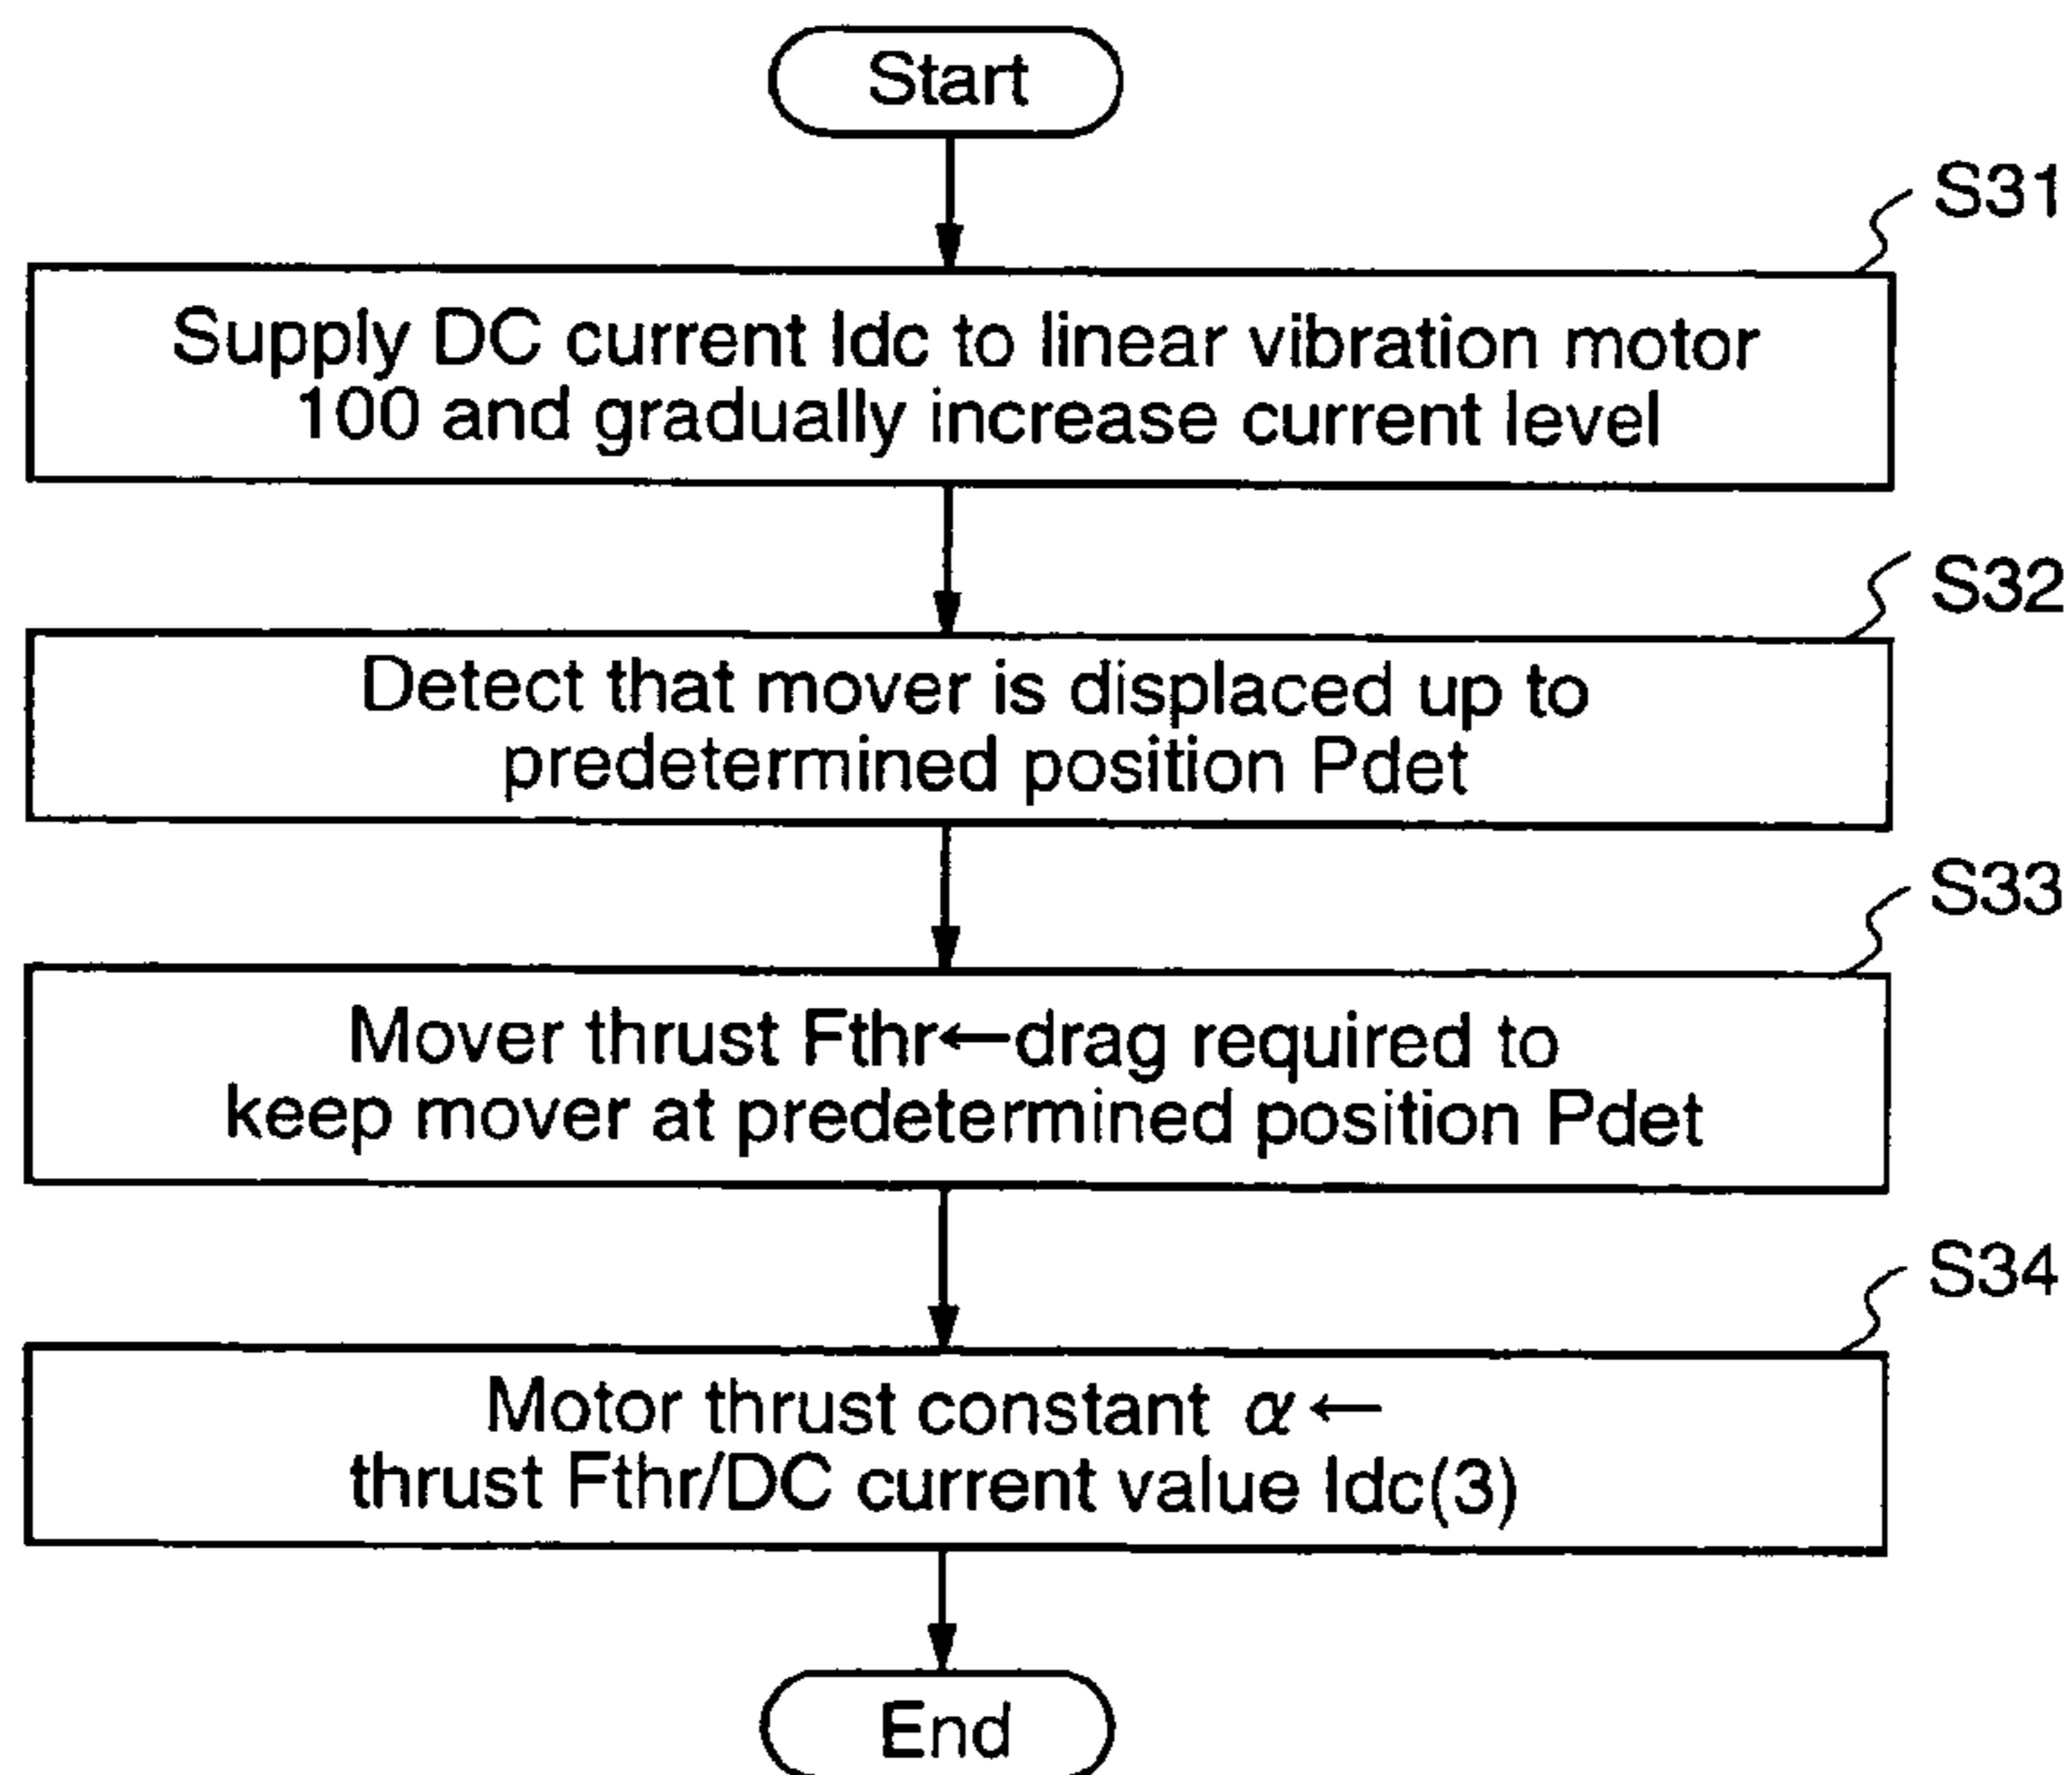 Start
S31
Supply DC current Idc to linear vibration motor
100 and gradually increase current level
S32
Detect that mover is displaced up to
predetermined position Pdet
S33
Mover thrust Fthr←drag required to
keep mover at predetermined position Pdet
S34
Motor thrust constant α←
thrust Fthr/DC current value Idc(3)
End